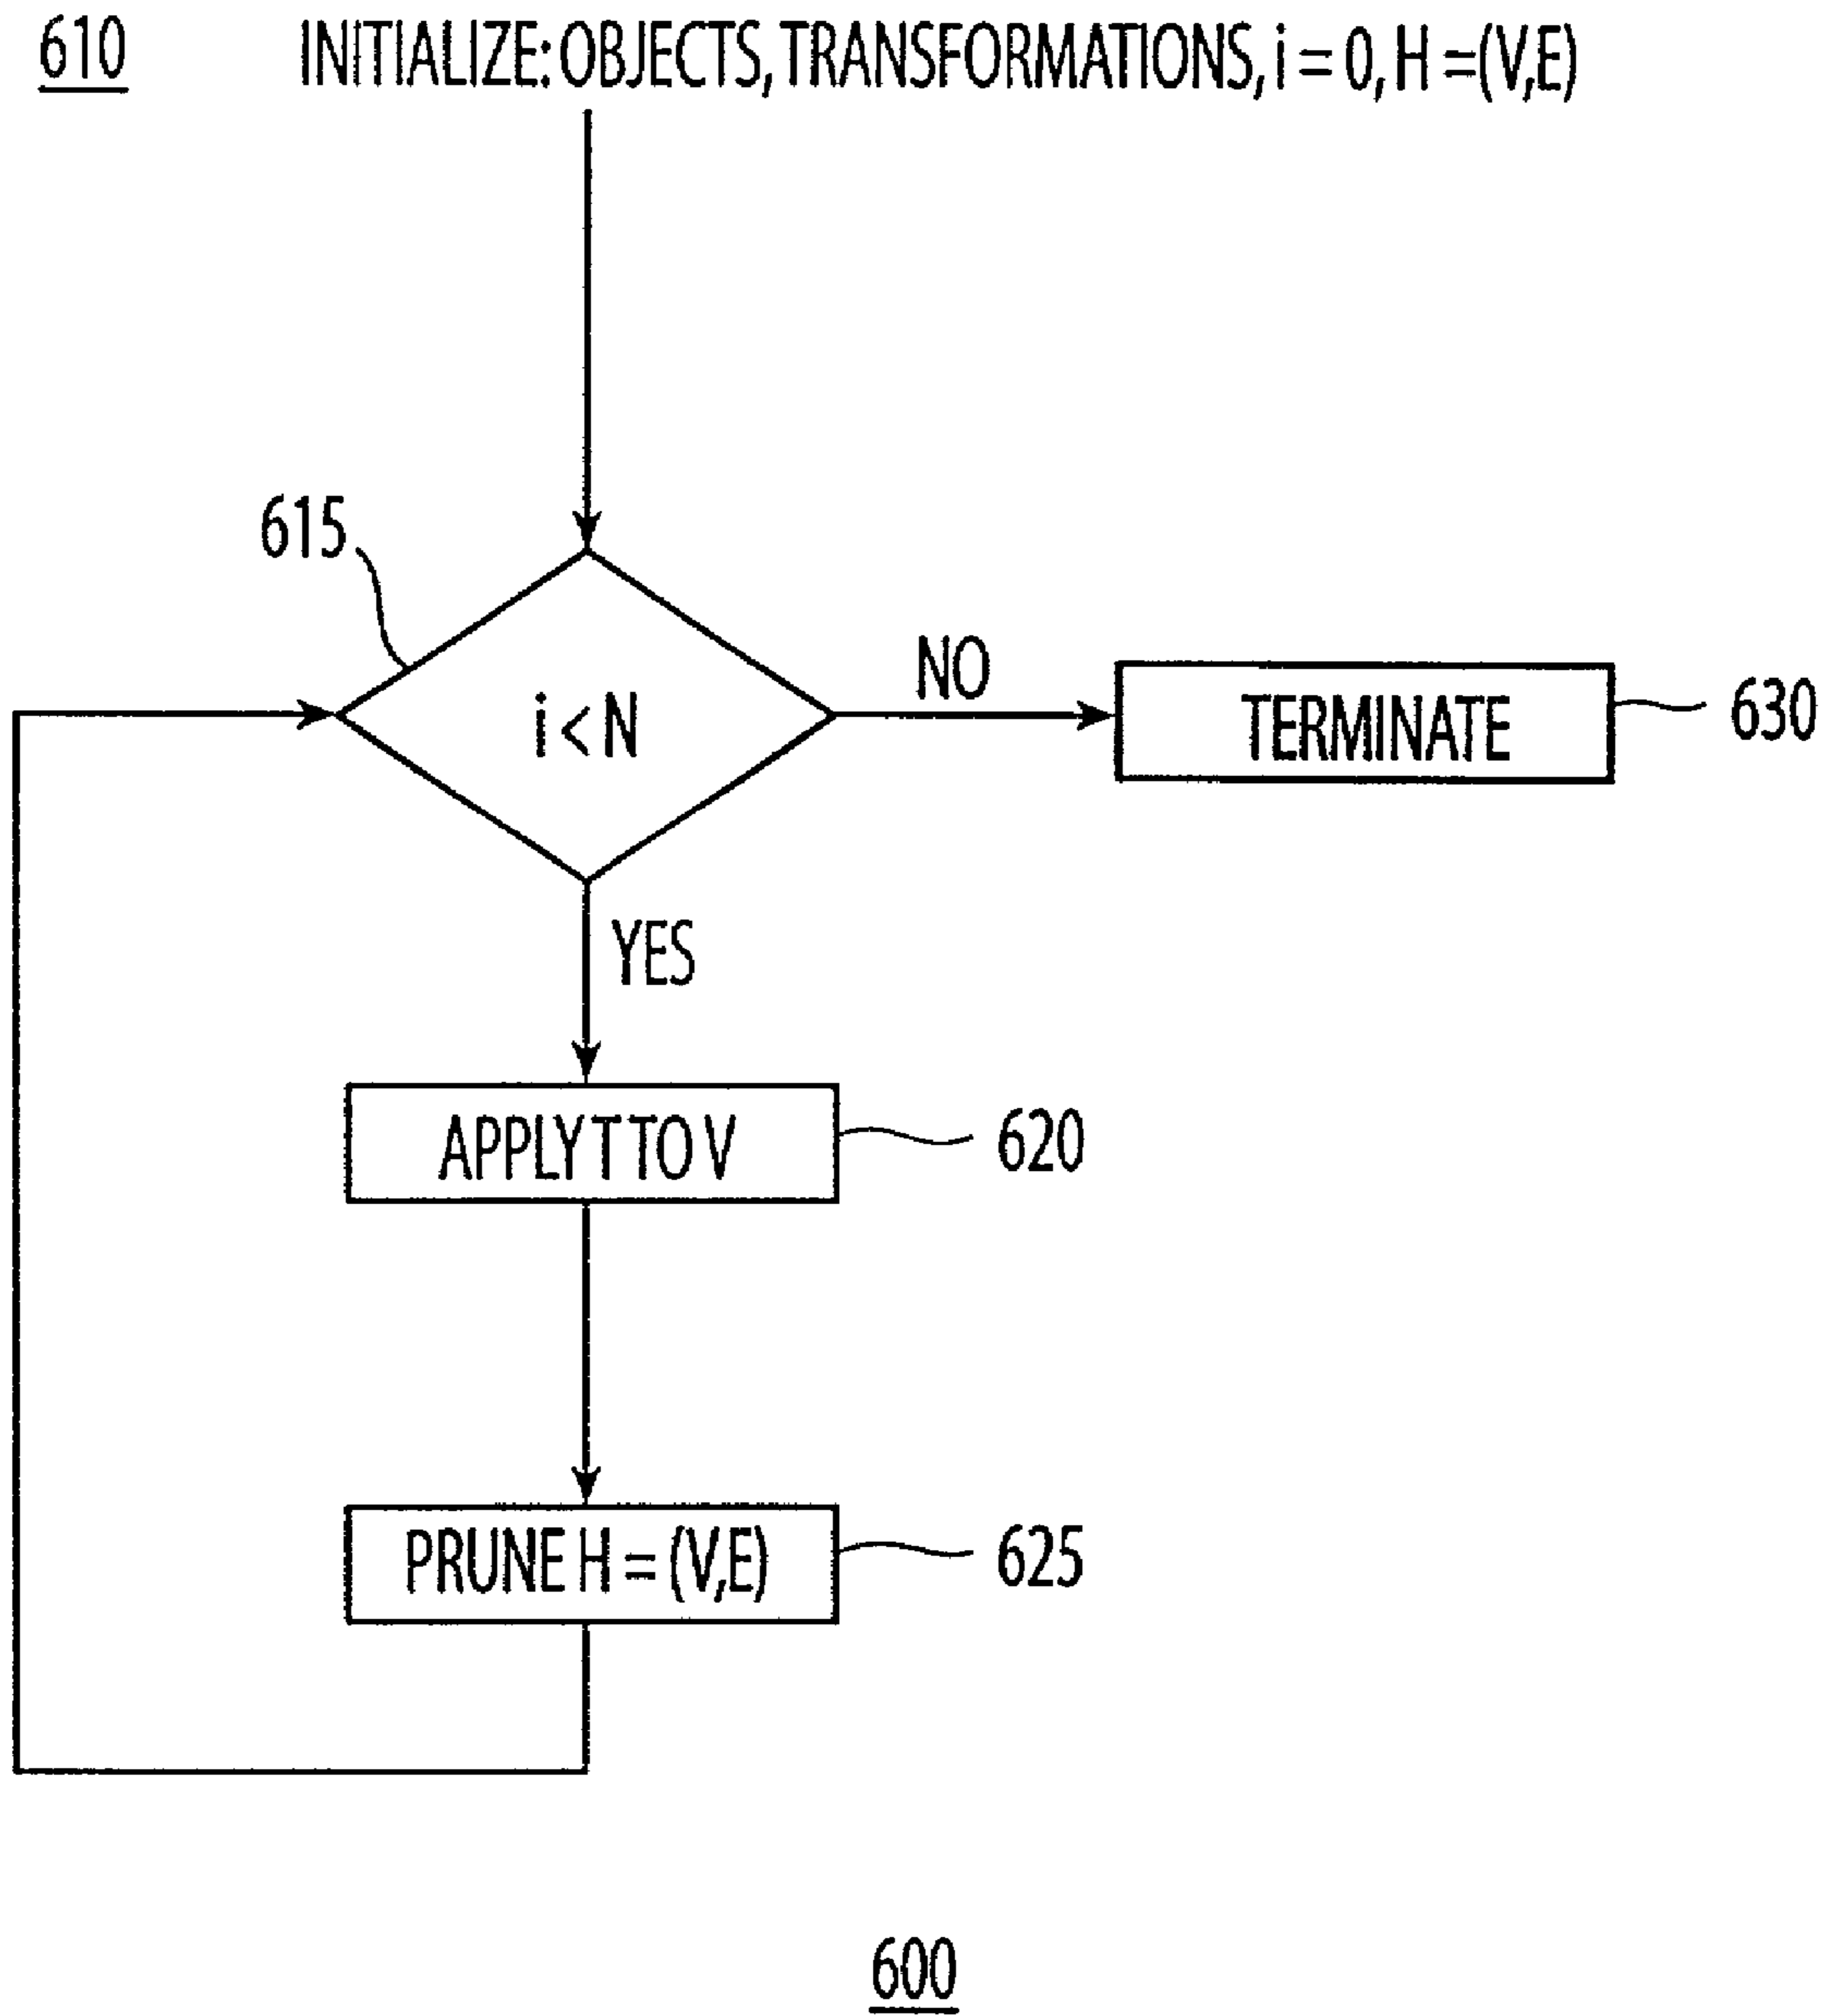 610
INITIALIZE: OBJECTS, TRANSFORMATIONS, i = 0, H =(V,E)
615
i < N
NO
TERMINATE
630
YES
APPLY T TO V
620
PRUNE H = (V,E)
625
600